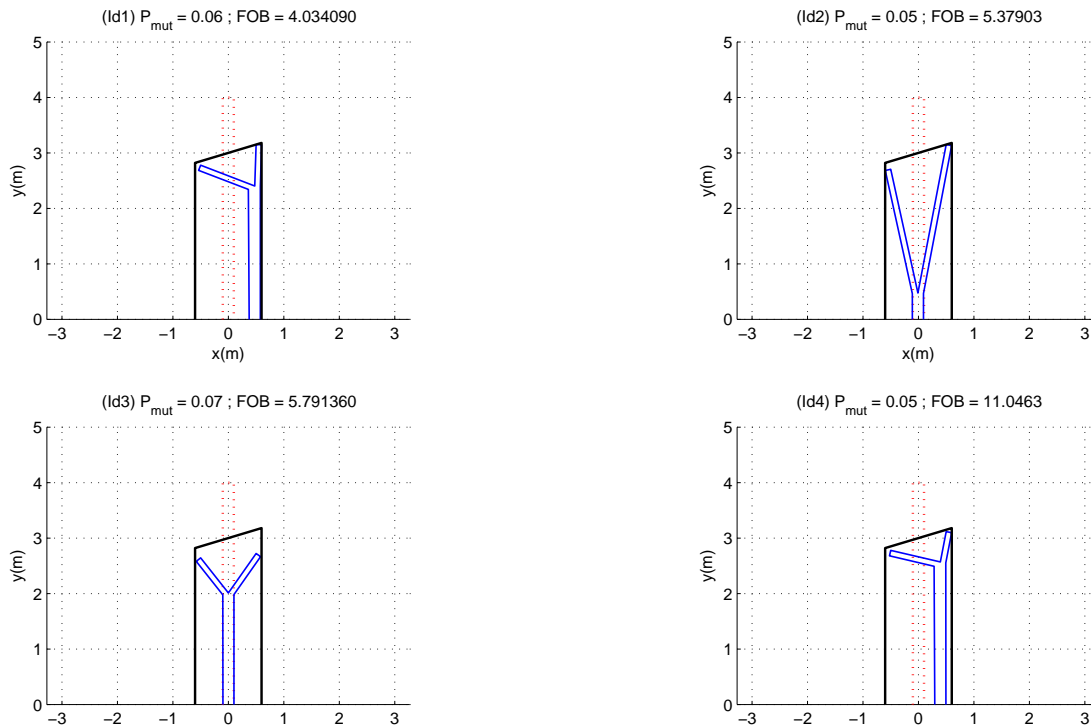 (Id1) P_mut = 0.06 ; FOB = 4.034090
5
4
3
2
1
0
y(m)
−3 −2 −1 0 1 2 3
x(m)
(Id2) P_mut = 0.05 ; FOB = 5.37903
5
4
3
2
1
0
y(m)
−3 −2 −1 0 1 2 3
x(m)
(Id3) P_mut = 0.07 ; FOB = 5.791360
5
4
3
2
1
0
y(m)
−3 −2 −1 0 1 2 3
(Id4) P_mut = 0.05 ; FOB = 11.0463
5
4
3
2
1
0
y(m)
−3 −2 −1 0 1 2 3